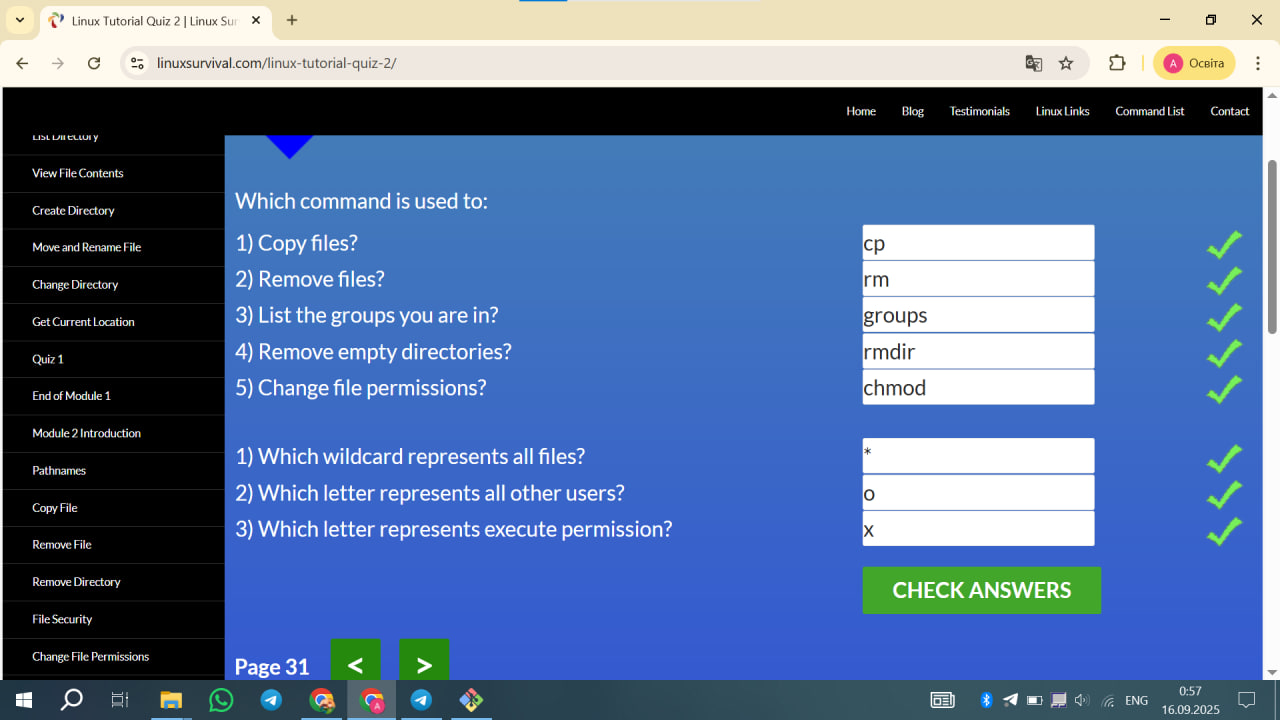 Linux Tutorial Quiz 2 | Linux Sur
linuxsurvival.com/linux-tutorial-quiz-2/
A Освіта
Home Blog Testimonials Linux Links Command List Contact
List Directory
View File Contents
Create Directory
Move and Rename File
Change Directory
Get Current Location
Quiz 1
End of Module 1
Module 2 Introduction
Pathnames
Copy File
Remove File
Remove Directory
File Security
Change File Permissions
Which command is used to:
1) Copy files? cp
2) Remove files? rm
3) List the groups you are in? groups
4) Remove empty directories? rmdir
5) Change file permissions? chmod
1) Which wildcard represents all files? *
2) Which letter represents all other users? o
3) Which letter represents execute permission? x
CHECK ANSWERS
Page 31 < >
A
ENG
0:57
16.09.2025